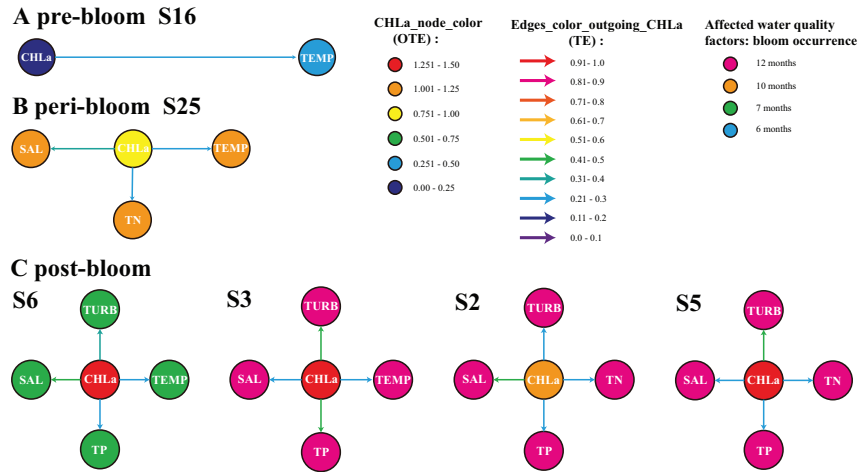 A pre-bloom S16
CHLa
TEMP
B peri-bloom S25
SAL
CHLa
TEMP
TN
CHLa_node_color
(OTE) :
1.251 - 1.50
1.001 - 1.25
0.751 - 1.00
0.501 - 0.75
0.251 - 0.50
0.00 - 0.25
Edges_color_outgoing_CHLa
(TE) :
0.91- 1.0
0.81- 0.9
0.71- 0.8
0.61- 0.7
0.51- 0.6
0.41- 0.5
0.31- 0.4
0.21 - 0.3
0.11 - 0.2
0.0 - 0.1
Affected water quality
factors: bloom occurrence
12 months
10 months
7 months
6 months
C post-bloom
S6
TURB
SAL
CHLa
TEMP
TP
S3
TURB
SAL
CHLa
TEMP
TP
S2
TURB
SAL
CHLa
TN
TP
S5
TURB
SAL
CHLa
TN
TP